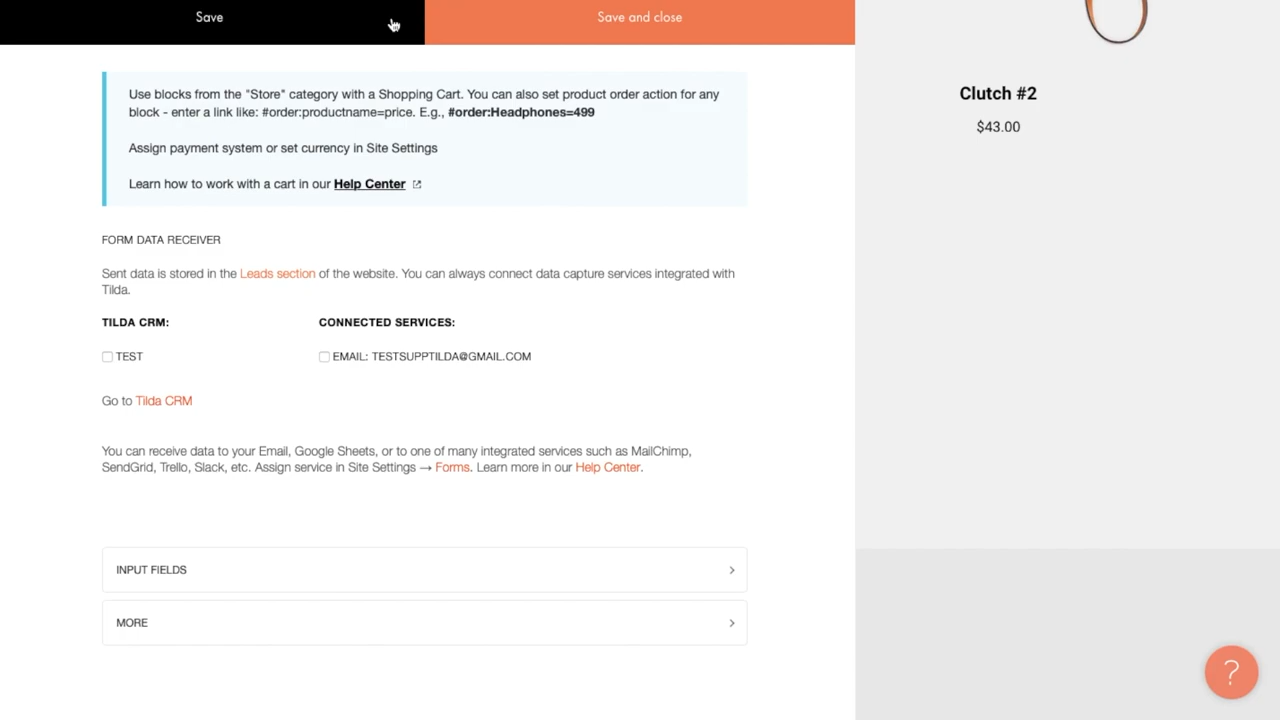 Save
Save and close
Use blocks from the "Store" category with a Shopping Cart. You can also set product order action for any
block - enter a link like: #order:productname=price. E.g., #order:Headphones=499
Assign payment system or set currency in Site Settings
Learn how to work with a cart in our Help Center
FORM DATA RECEIVER
Sent data is stored in the Leads section of the website. You can always connect data capture services integrated with
Tilda.
TILDA CRM:
CONNECTED SERVICES:
TEST
EMAIL: TESTSUPPTILDA@GMAIL.COM
Go to Tilda CRM
You can receive data to your Email, Google Sheets, or to one of many integrated services such as MailChimp,
SendGrid, Trello, Slack, etc. Assign service in Site Settings → Forms. Learn more in our Help Center.
INPUT FIELDS
MORE
Clutch #2
$43.00
?